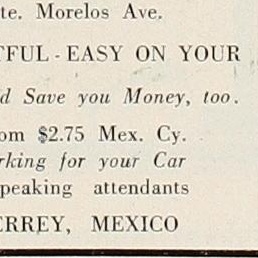 te. Morelos Ave.
TFUL - EASY ON YOUR
d Save you Money, too.
om $2.75 Mex. Cy.
rking for your Car
peaking attendants
ERREY, MEXICO